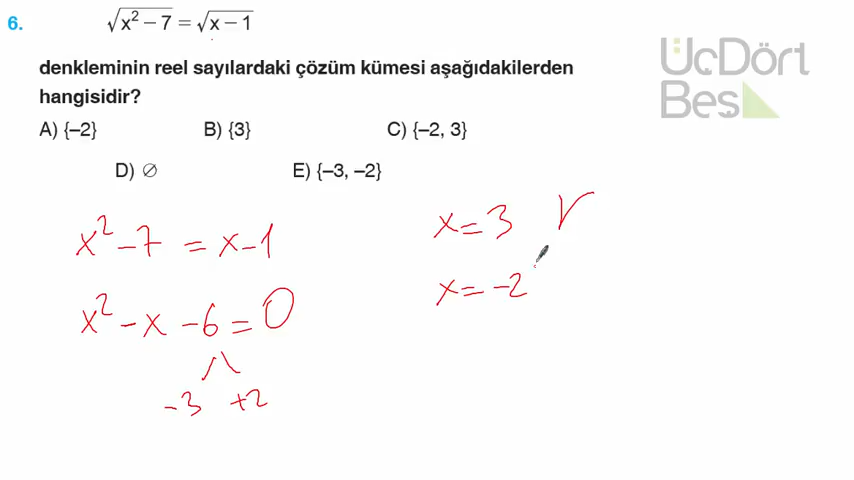 6. √x² − 7 = √x − 1
denkleminin reel sayılardaki çözüm kümesi aşağıdakilerden
hangisidir?
A) {–2} B) {3} C) {–2, 3}
D) ∅ E) {–3, –2}
ÜçDört
Beş
x² − 7 = x − 1
x² − x − 6 = 0
−3 +2
x = 3 √
x = −2